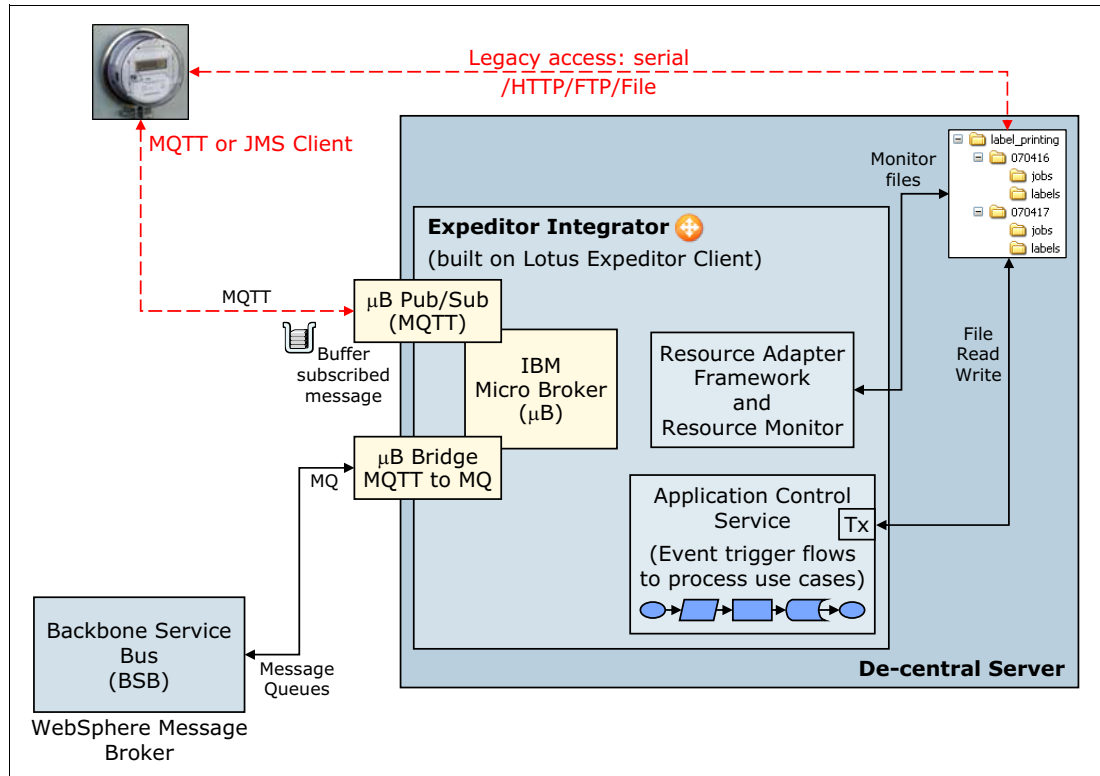 Legacy access: serial
/HTTP/FTP/File
MQTT or JMS Client
label_printing
070416
jobs
labels
070417
jobs
labels
Monitor
files
Expeditor Integrator
(built on Lotus Expeditor Client)
MQTT
μB Pub/Sub
(MQTT)
Buffer
subscribed
message
IBM
Micro Broker
(μB)
Resource Adapter
Framework
and
Resource Monitor
File
Read
Write
μB Bridge
MQTT to MQ
MQ
Application Control
Service
Tx
(Event trigger flows
to process use cases)
Backbone Service
Bus
(BSB)
Message
Queues
De-central Server
WebSphere Message
Broker